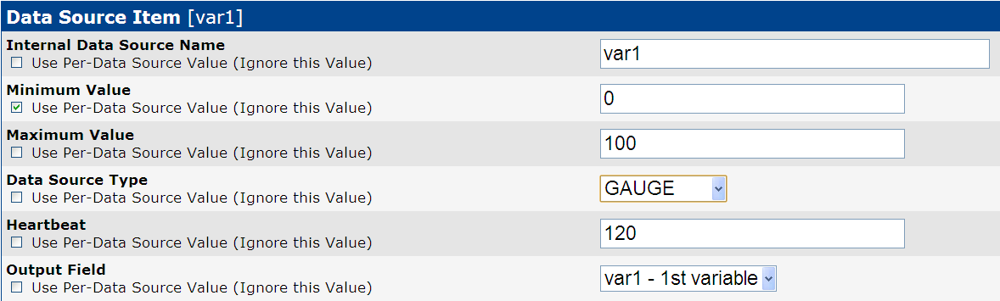 Data Source Item [var1]
Internal Data Source Name
Use Per-Data Source Value (Ignore this Value)
var1
Minimum Value
Use Per-Data Source Value (Ignore this Value)
0
Maximum Value
Use Per-Data Source Value (Ignore this Value)
100
Data Source Type
Use Per-Data Source Value (Ignore this Value)
GAUGE
Heartbeat
Use Per-Data Source Value (Ignore this Value)
120
Output Field
Use Per-Data Source Value (Ignore this Value)
var1 - 1st variable